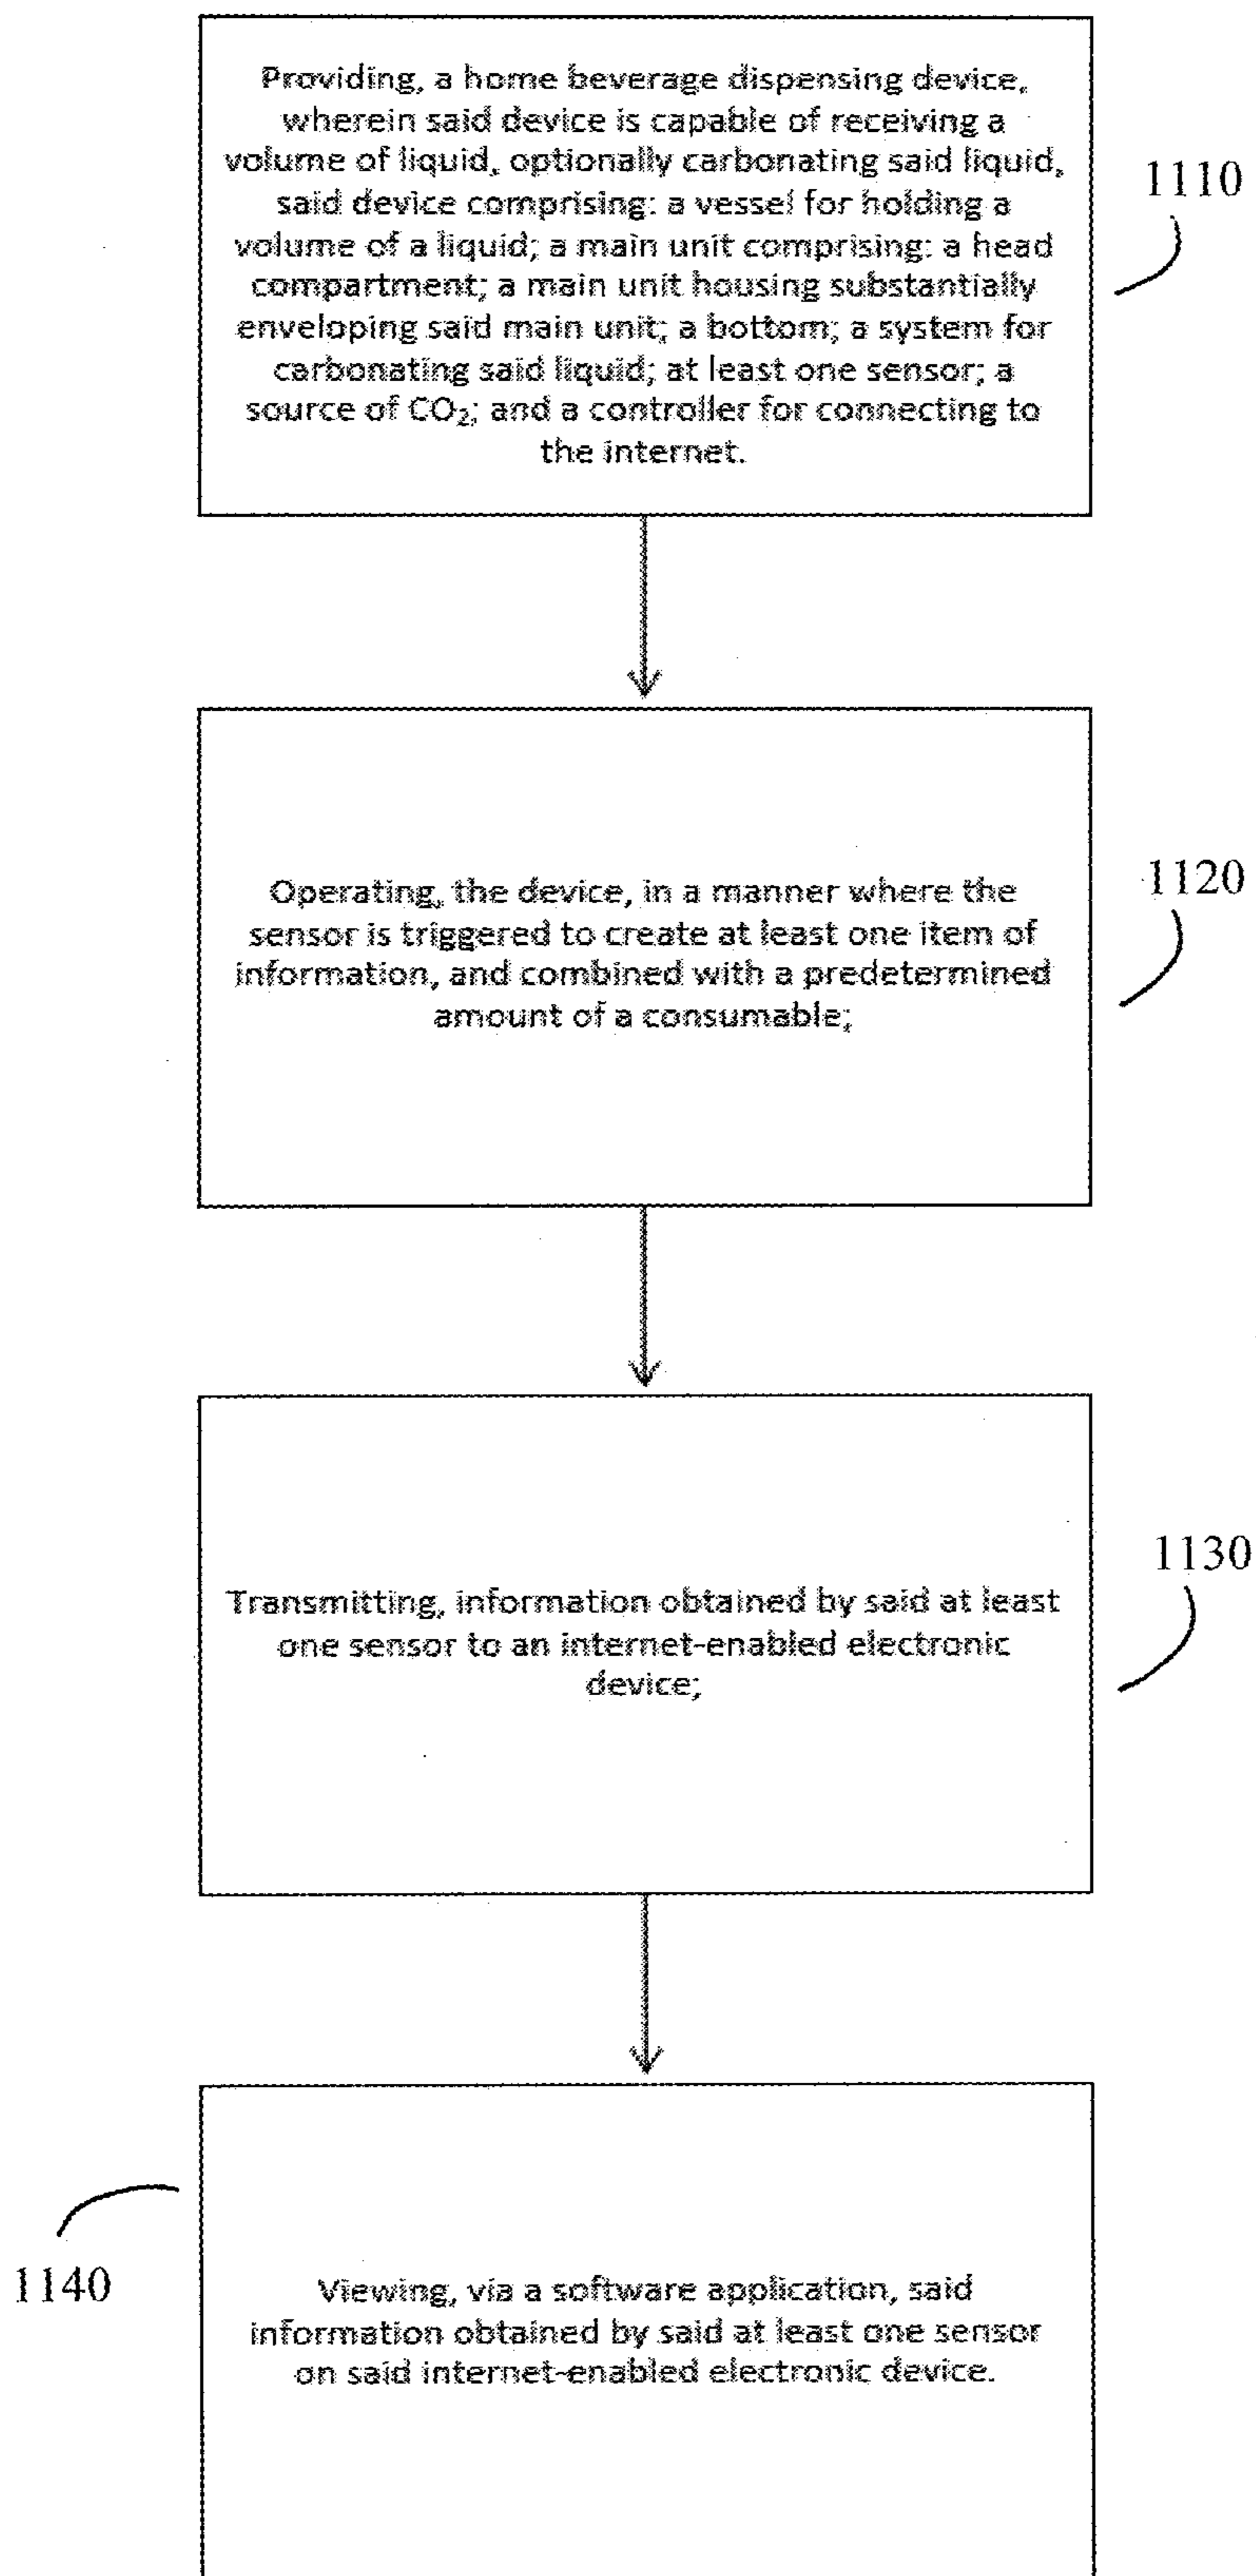 Providing, a home beverage dispensing device,
wherein said device is capable of receiving a
volume of liquid, optionally carbonating said liquid,
said device comprising: a vessel for holding a
volume of a liquid; a main unit comprising: a head
compartment; a main unit housing substantially
enveloping said main unit; a bottom; a system for
carbonating said liquid; at least one sensor; a
source of CO₂; and a controller for connecting to
the internet.
1110
Operating, the device, in a manner where the
sensor is triggered to create at least one item of
information, and combined with a predetermined
amount of a consumable;
1120
Transmitting, information obtained by said at least
one sensor to an internet-enabled electronic
device;
1130
Viewing, via a software application, said
information obtained by said at least one sensor
on said internet-enabled electronic device.
1140